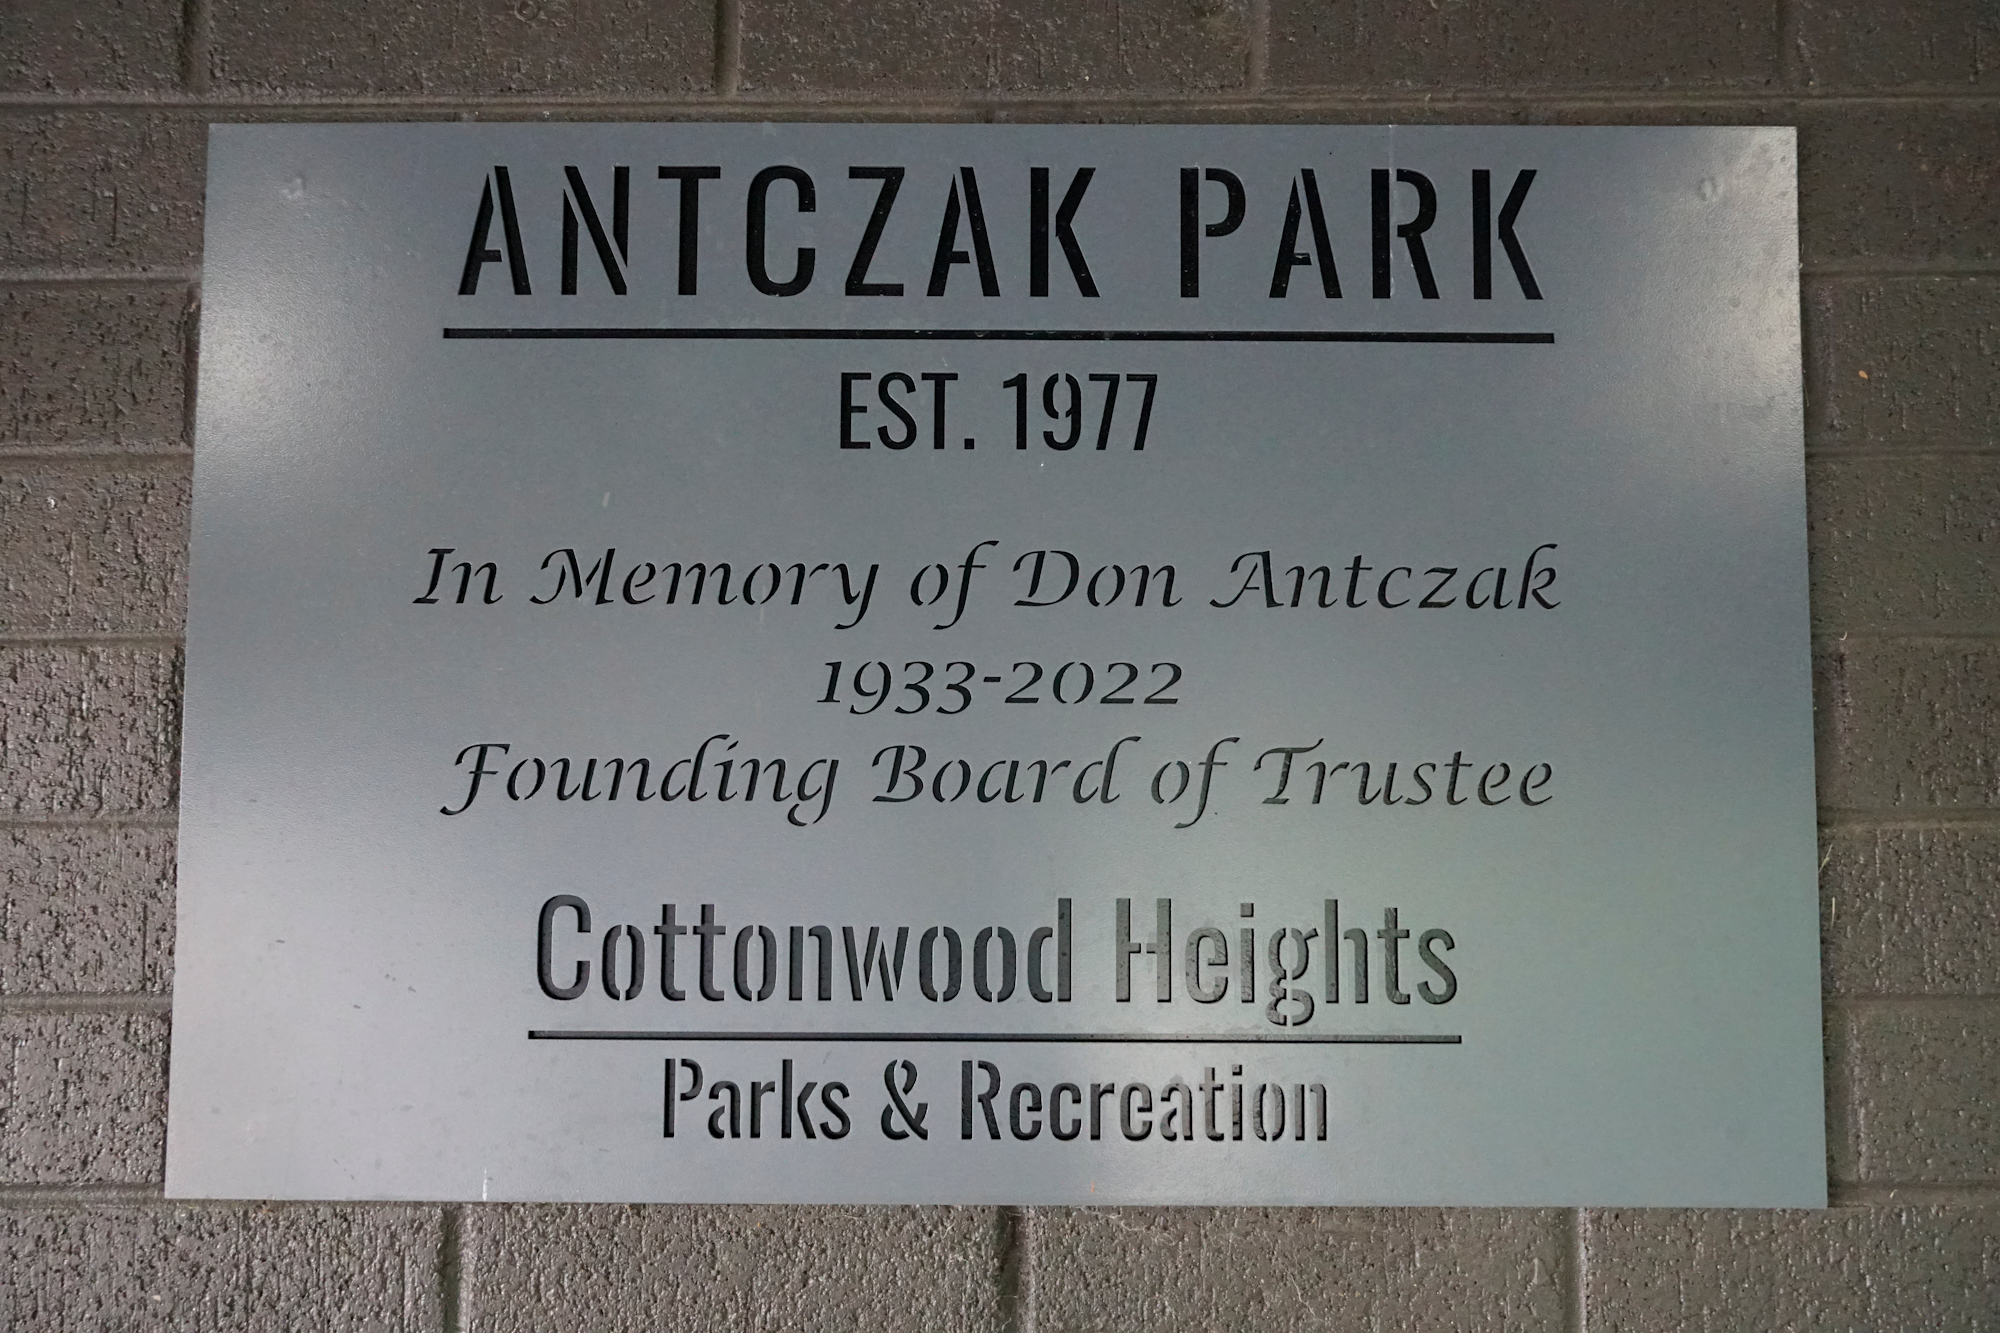 ANTCZAK PARK
EST. 1977
In Memory of Don Antczak
1933-2022
Founding Board of Trustee
Cottonwood Heights
Parks & Recreation